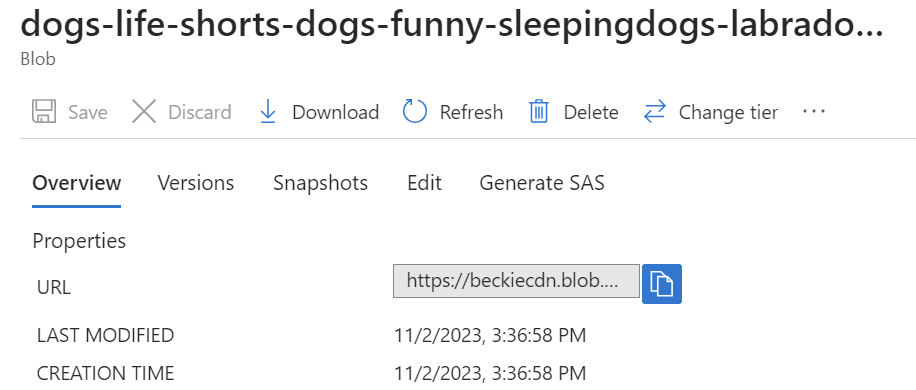 dogs-life-shorts-dogs-funny-sleepingdogs-labrado...
Blob
Save Discard Download Refresh Delete Change tier ...
Overview Versions Snapshots Edit Generate SAS
Properties
URL https://beckiecdn.blob....
LAST MODIFIED 11/2/2023, 3:36:58 PM
CREATION TIME 11/2/2023, 3:36:58 PM